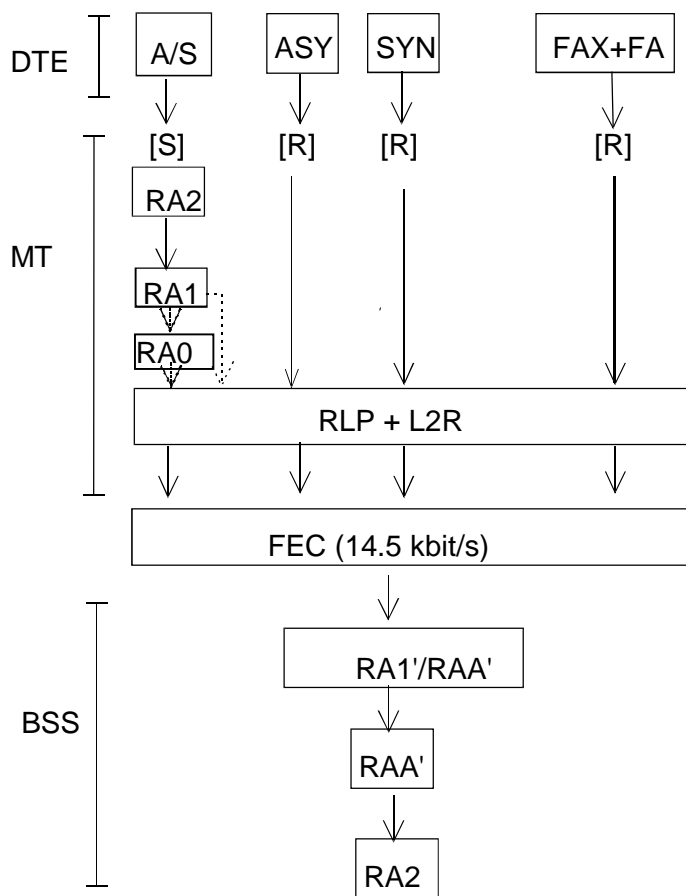 DTE A/S ASY SYN FAX+FA
[S] [R] [R] [R]
RA2
MT
RA1
RA0
RLP + L2R
FEC (14.5 kbit/s)
RA1'/RAA'
BSS
RAA'
RA2